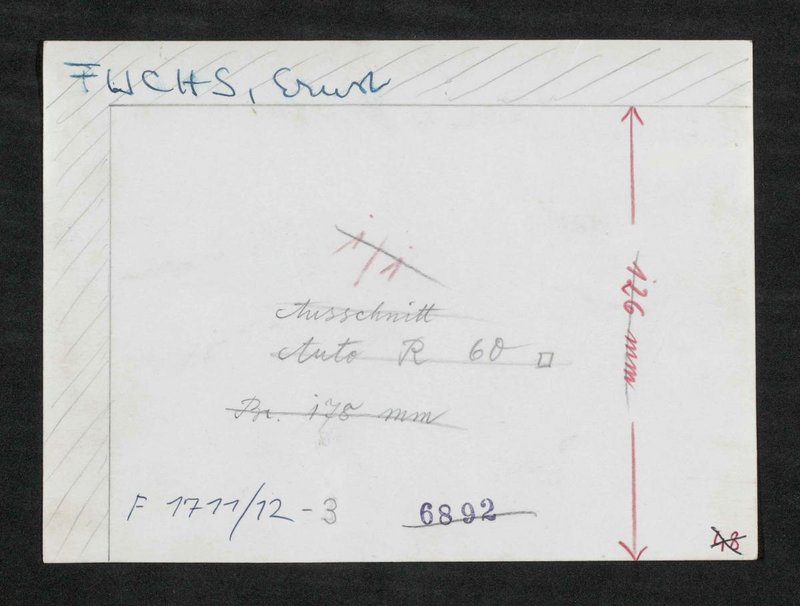 FUCHS, Ernst
1/1
126 mm
Ausschnitt
Auto R 60 □
Br. 178 mm
F 1711/12-3
6892
48